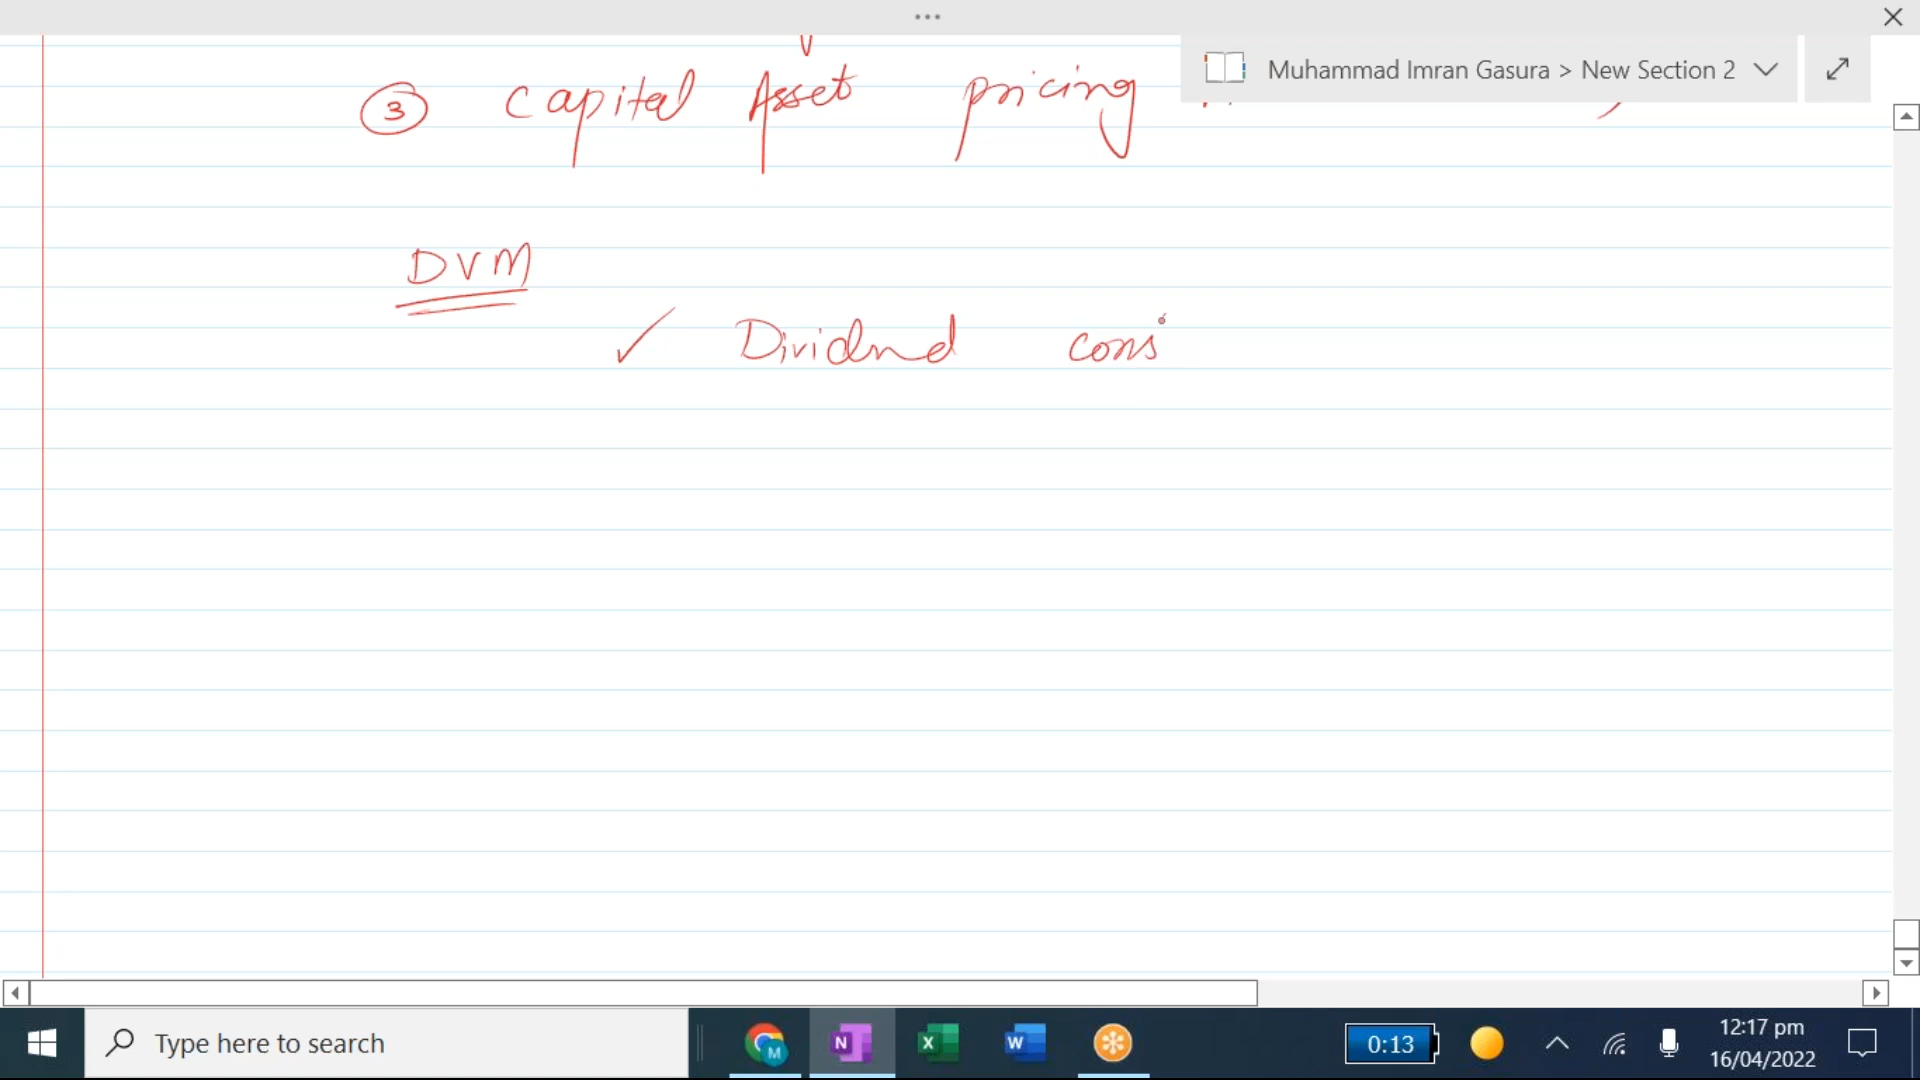 Muhammad Imran Gasura > New Section 2
3 Capital Asset pricing
DVM
✓ Dividnd cons
Type here to search
0:13
12:17 pm
16/04/2022